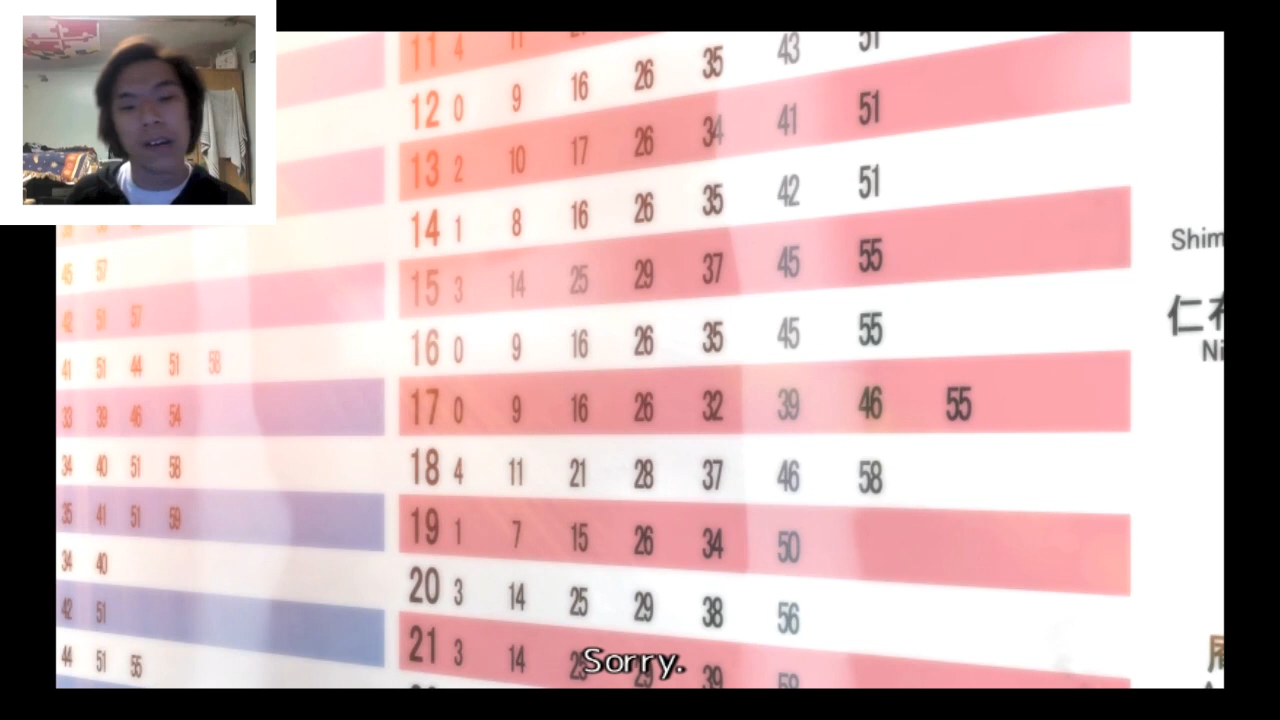 11 4 11
43 51
12 0 9 16 26 35
13 2 10 17 26 34 41 51
14 1 8 16 26 35 42 51
15 3 14 25 29 37 45 55
16 0 9 16 26 35 45 55
17 0 9 16 26 32 39 46 55
18 4 11 21 28 37 46 58
19 1 7 15 26 34 50
20 3 14 25 29 38 56
21 3 14 39
45 57
42 51 57
41 51 44 51 58
33 39 46 54
34 40 51 58
35 41 51 59
34 40
42 51
44 51 55
Shim
仁
Ni
Sorry.